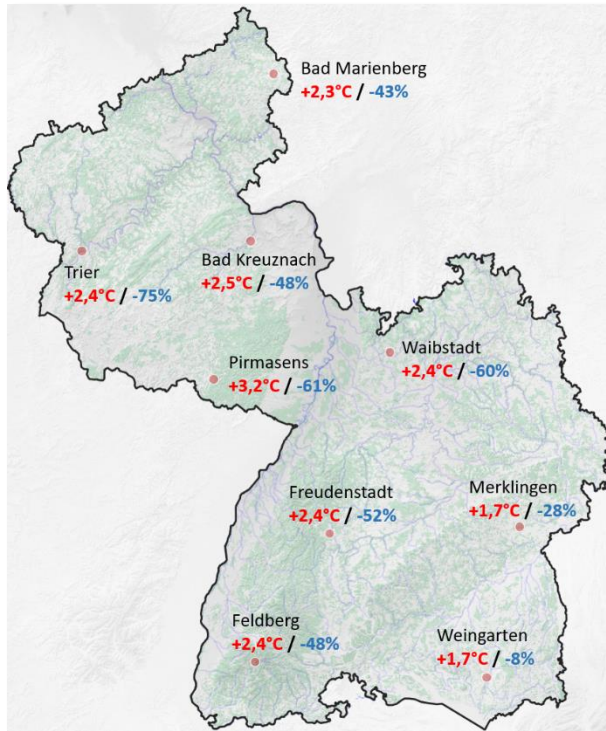 Bad Marienberg
+2,3°C / -43%
Trier
+2,4°C / -75%
Bad Kreuznach
+2,5°C / -48%
Pirmasens
+3,2°C / -61%
Waibstadt
+2,4°C / -60%
Freudenstadt
+2,4°C / -52%
Merklingen
+1,7°C / -28%
Feldberg
+2,4°C / -48%
Weingarten
+1,7°C / -8%